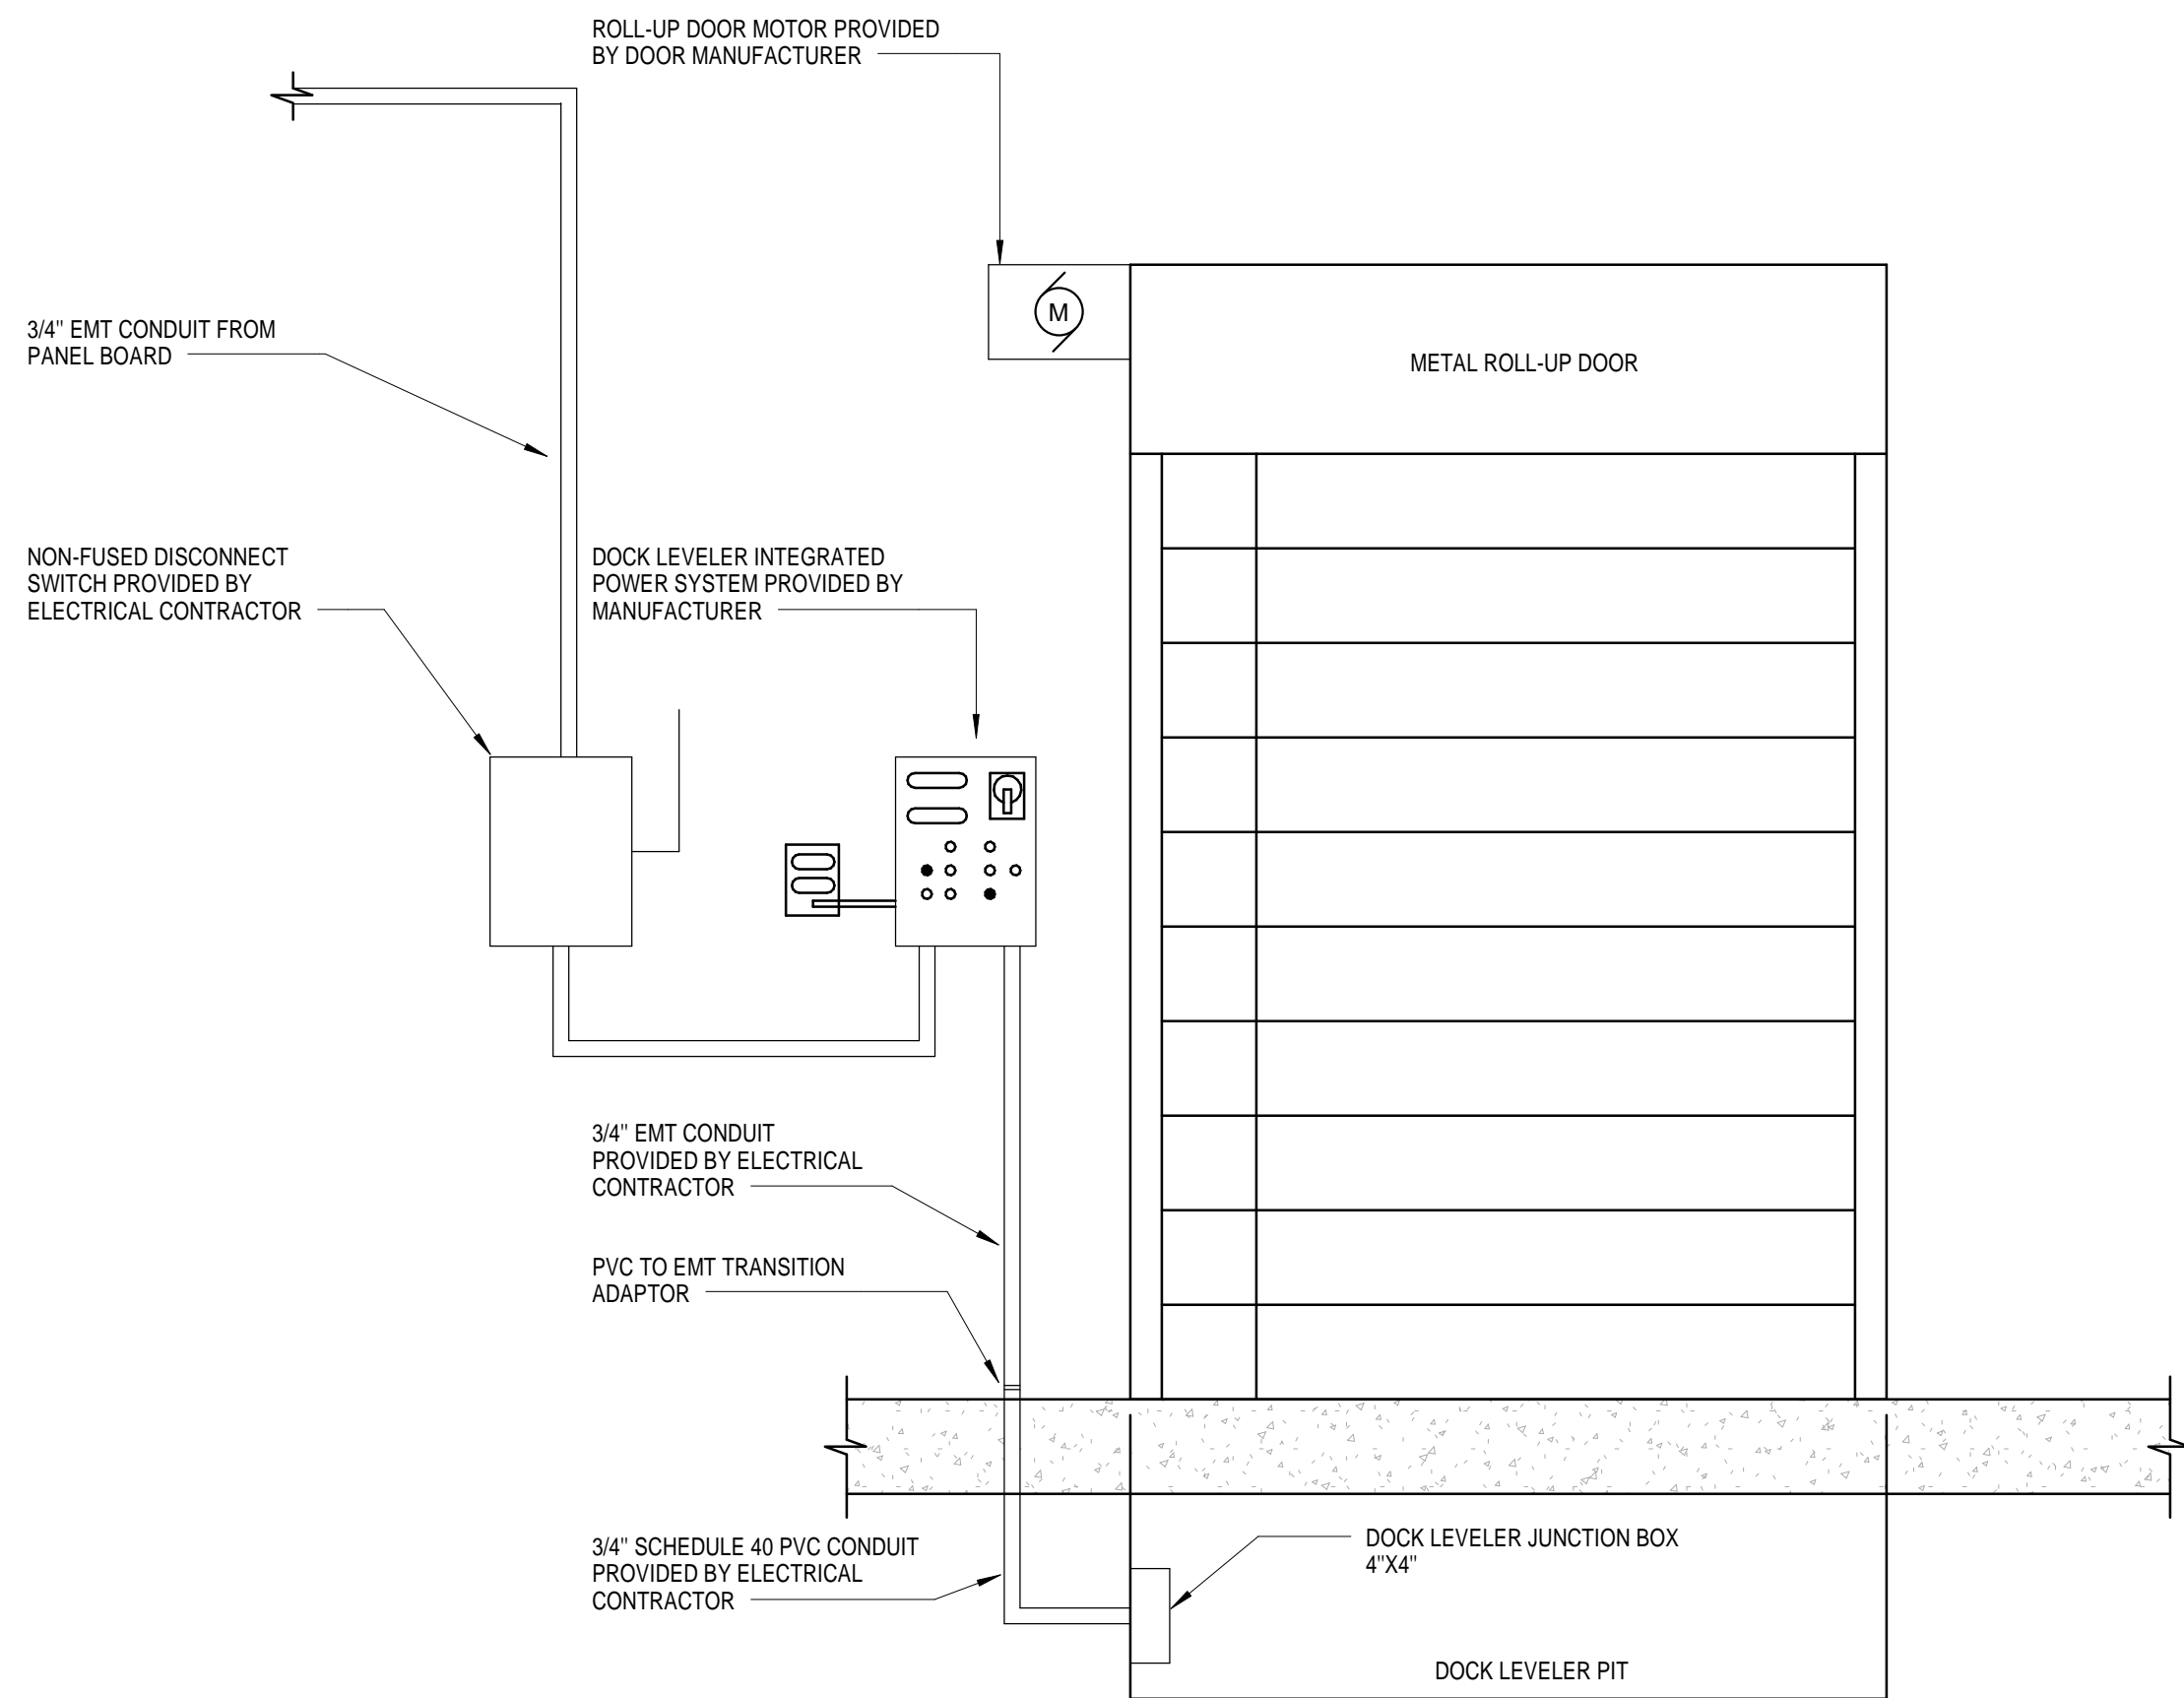 ROLL-UP DOOR MOTOR PROVIDED
BY DOOR MANUFACTURER
M
METAL ROLL-UP DOOR
3/4" EMT CONDUIT FROM
PANEL BOARD
NON-FUSED DISCONNECT
SWITCH PROVIDED BY
ELECTRICAL CONTRACTOR
DOCK LEVELER INTEGRATED
POWER SYSTEM PROVIDED BY
MANUFACTURER
3/4" EMT CONDUIT
PROVIDED BY ELECTRICAL
CONTRACTOR
PVC TO EMT TRANSITION
ADAPTOR
3/4" SCHEDULE 40 PVC CONDUIT
PROVIDED BY ELECTRICAL
CONTRACTOR
DOCK LEVELER JUNCTION BOX
4"X4"
DOCK LEVELER PIT